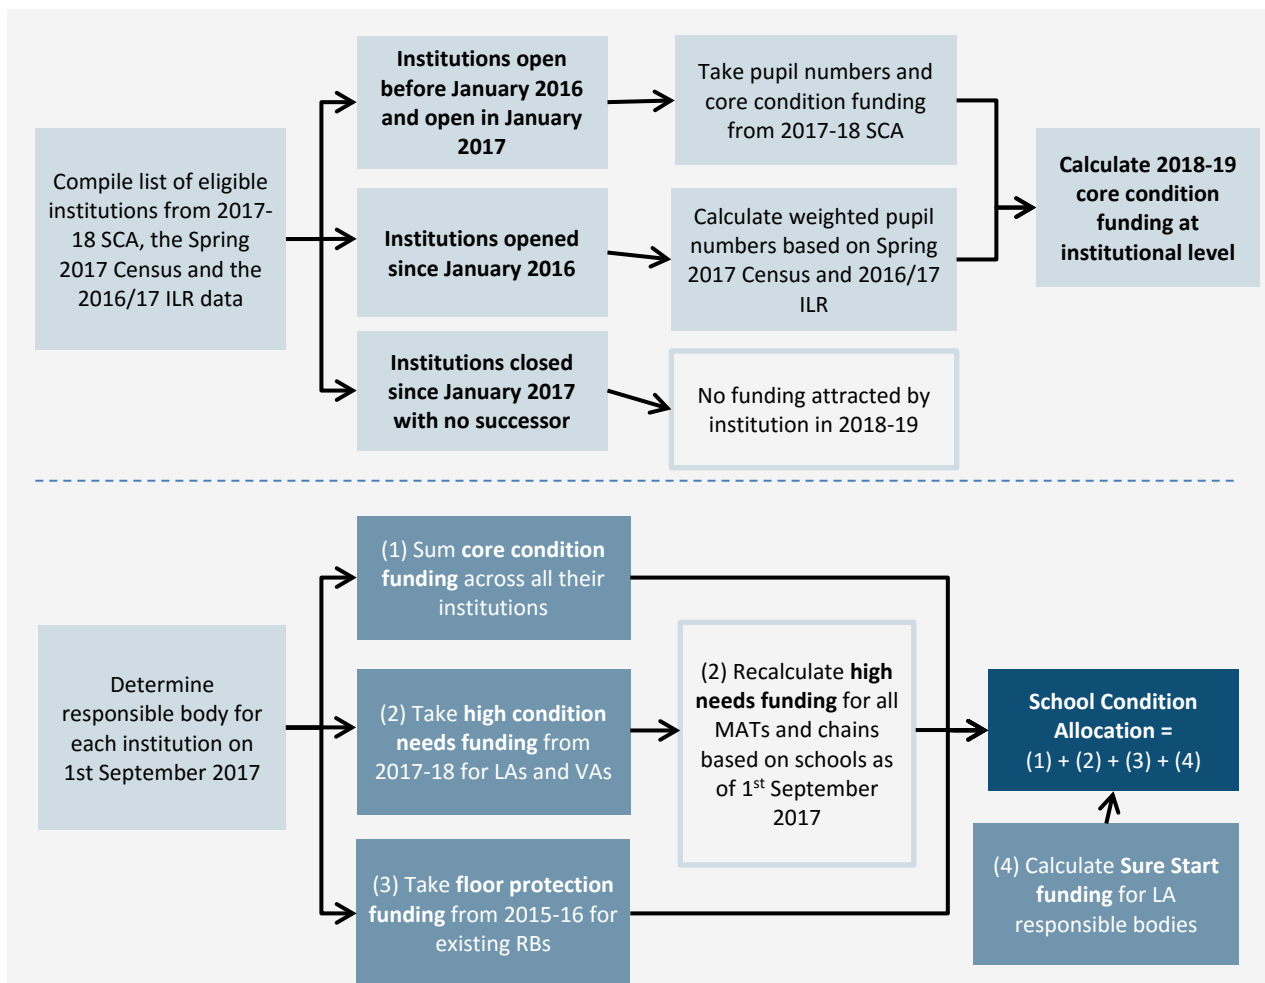 Compile list of eligible
institutions from 2017-
18 SCA, the Spring
2017 Census and the
2016/17 ILR data
Institutions open
before January 2016
and open in January
2017
Take pupil numbers and
core condition funding
from 2017-18 SCA
Institutions opened
since January 2016
Calculate weighted pupil
numbers based on Spring
2017 Census and 2016/17
ILR
Calculate 2018-19
core condition
funding at
institutional level
Institutions closed
since January 2017
with no successor
No funding attracted by
institution in 2018-19
Determine
responsible body for
each institution on
1st September 2017
(1) Sum core condition
funding across all their
institutions
(2) Take high condition
needs funding from
2017-18 for LAs and VAs
(2) Recalculate high
needs funding for all
MATs and chains
based on schools as
of 1st September
2017
(3) Take floor protection
funding from 2015-16 for
existing RBs
School Condition
Allocation =
(1) + (2) + (3) + (4)
(4) Calculate Sure Start
funding for LA
responsible bodies